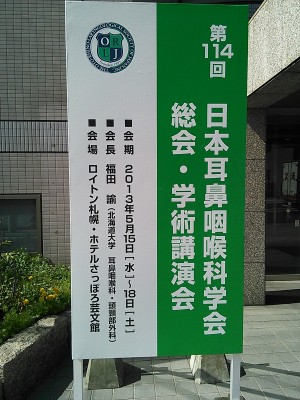 第114回
日本耳鼻咽喉科学会
総会・学術講演会
■会期 2013年5月15日[水]～18日[土]
■会長 福田 諭(北海道大学 耳鼻咽喉科・頭頸部外科)
■会場 ロイトン札幌・ホテルさっぽろ芸文館
ORLJ